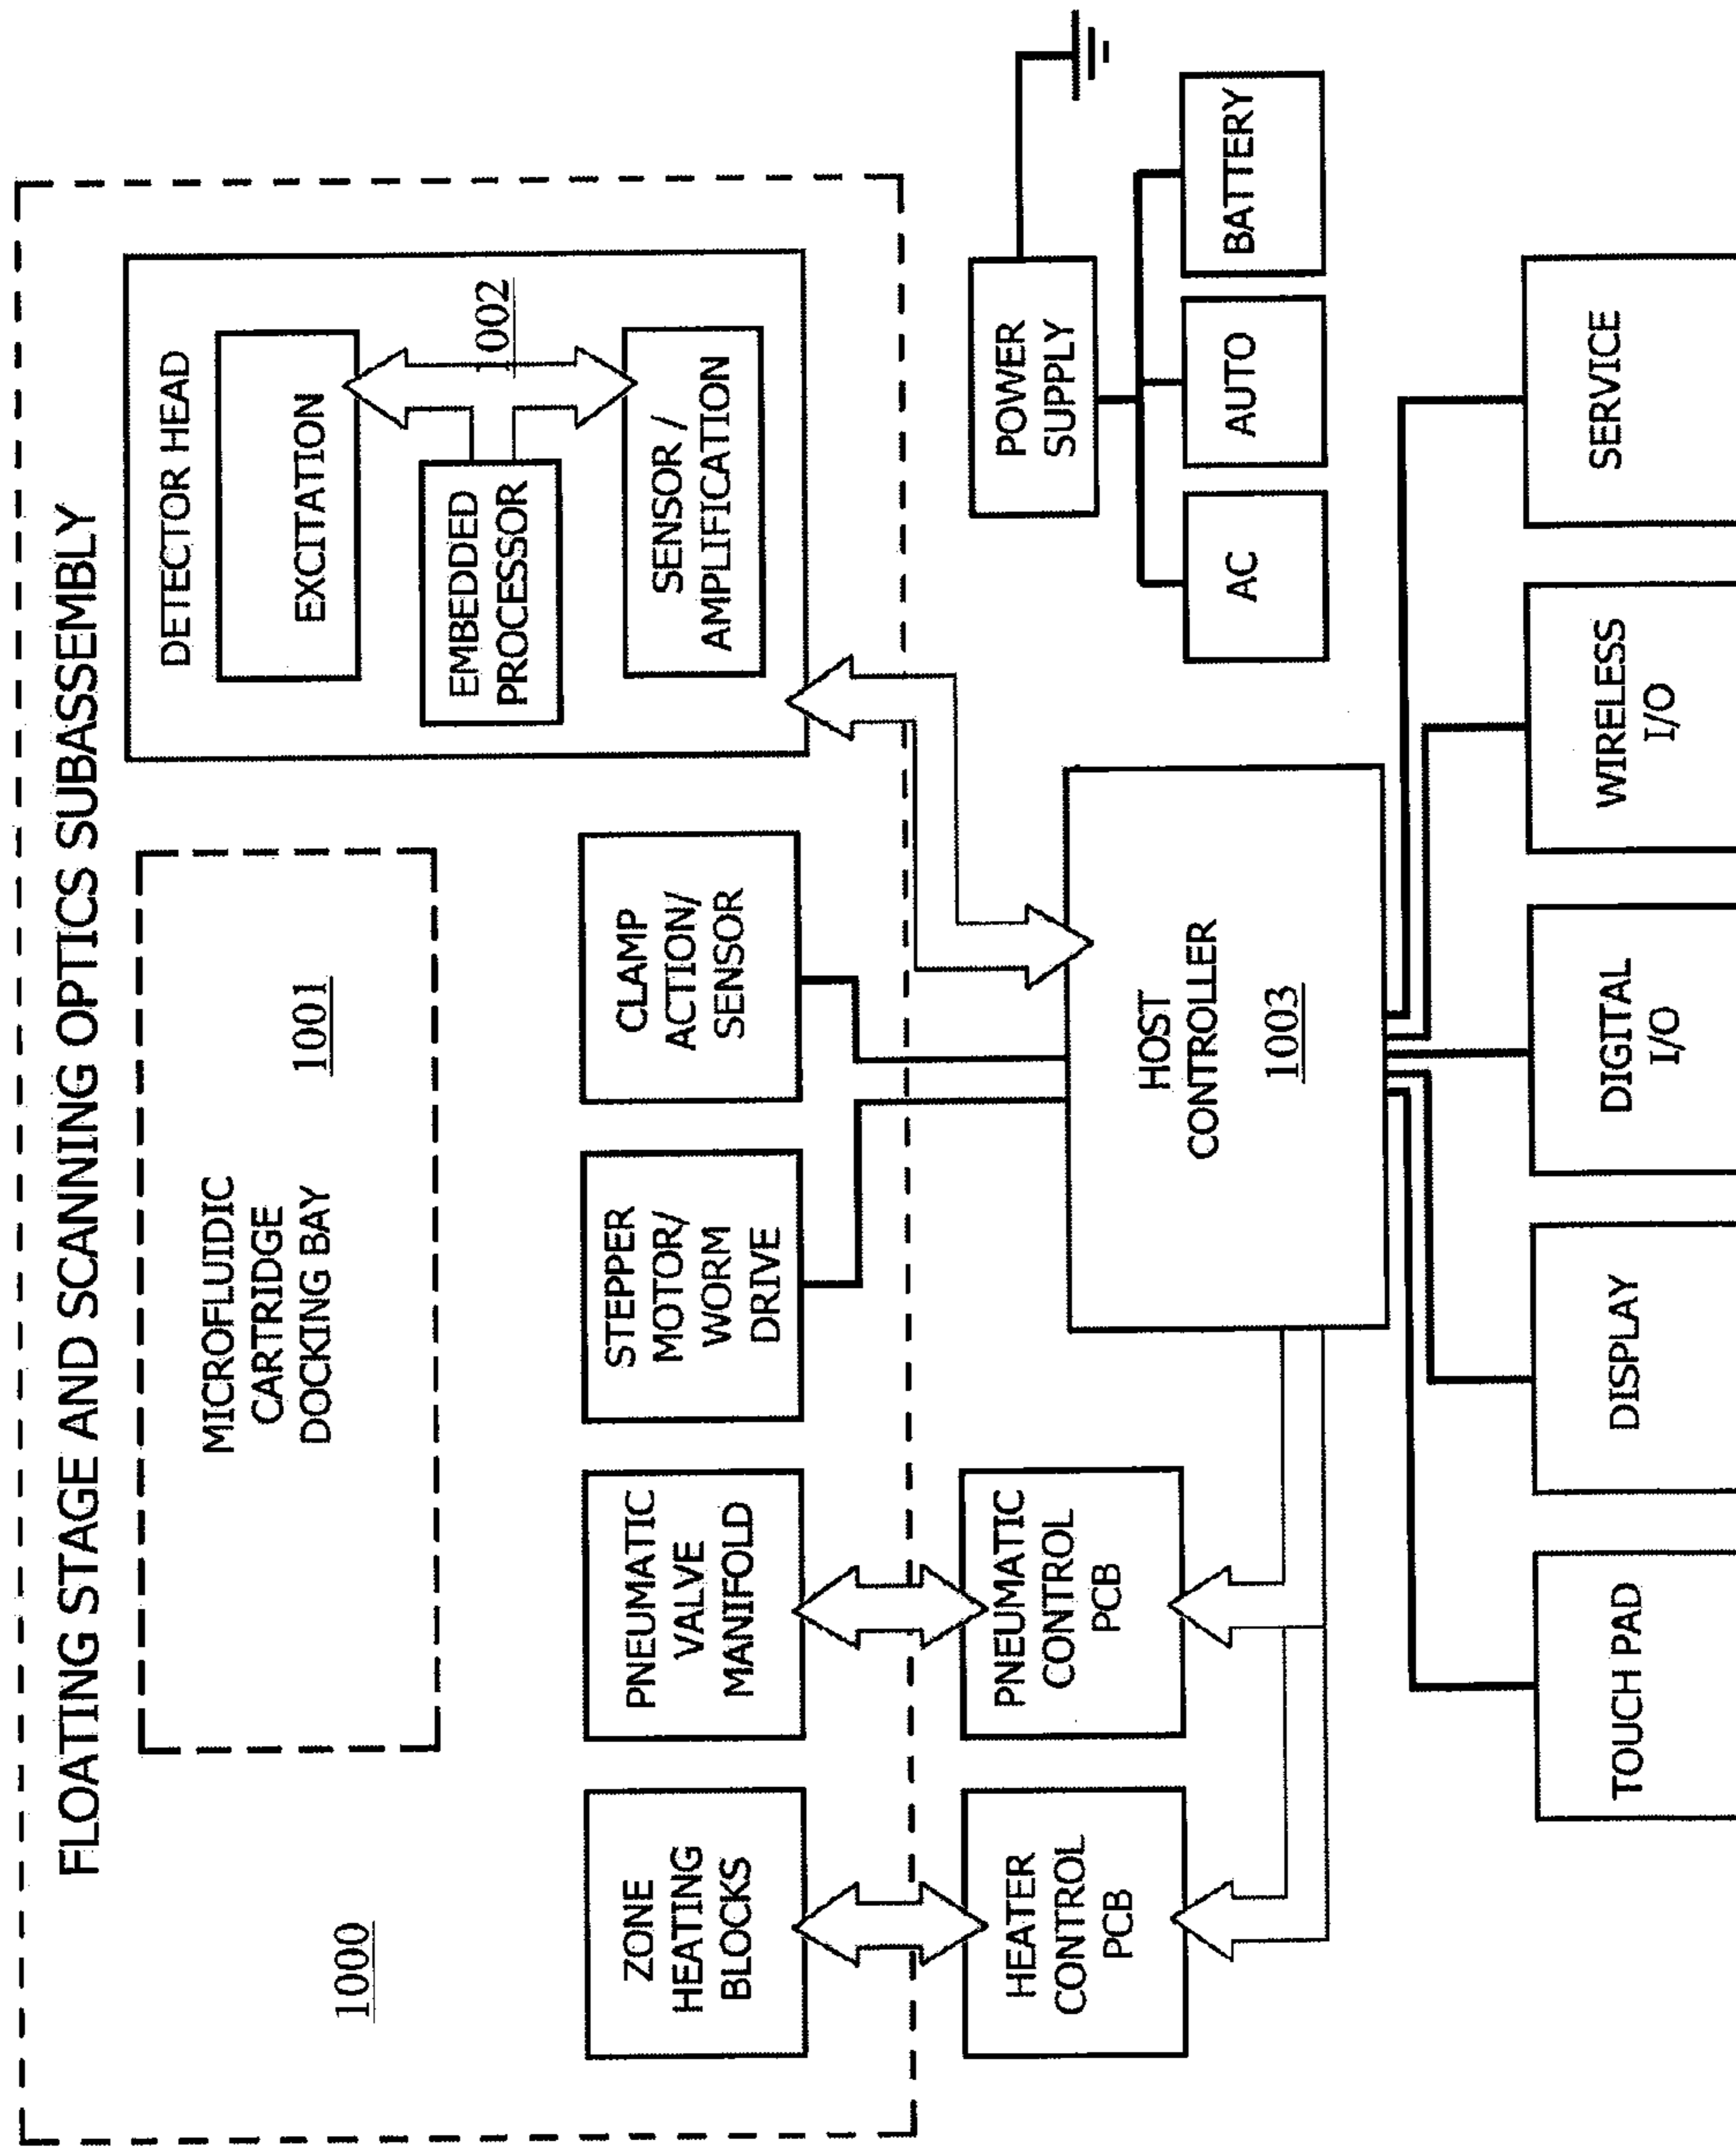 FLOATING STAGE AND SCANNING OPTICS SUBASSEMBLY
1000
MICROFLUIDIC
CARTRIDGE
DOCKING BAY
1001
DETECTOR HEAD
EXCITATION
EMBEDDED
PROCESSOR
1002
SENSOR /
AMPLIFICATION
ZONE
HEATING
BLOCKS
PNEUMATIC
VALVE
MANIFOLD
STEPPER
MOTOR/
WORM
DRIVE
CLAMP
ACTION/
SENSOR
HEATER
CONTROL
PCB
PNEUMATIC
CONTROL
PCB
HOST
CONTROLLER
1003
POWER
SUPPLY
AC
AUTO
BATTERY
TOUCH PAD
DISPLAY
DIGITAL
I/O
WIRELESS
I/O
SERVICE